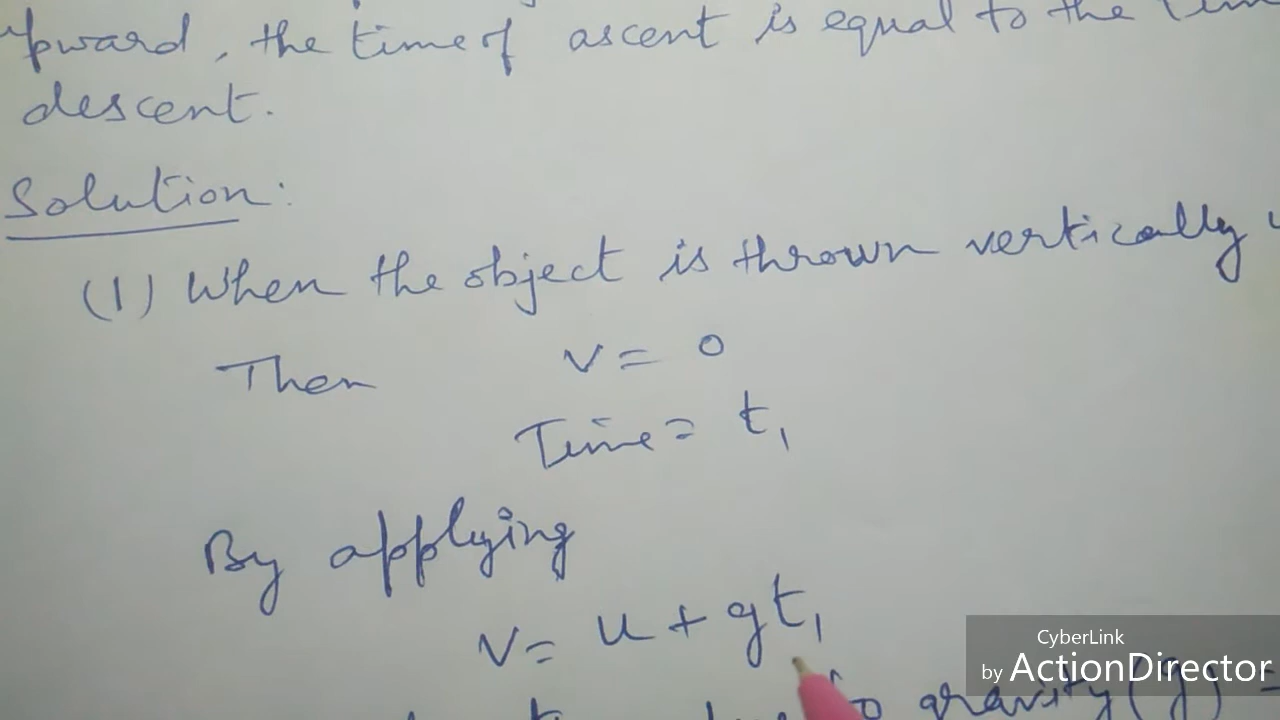 upward, the time of ascent is equal to the
descent.
Solution:
(1) When the object is thrown vertically
Then v = 0
Time = t₁
By applying
v = u + gt₁
gravity (g) =
CyberLink
by ActionDirector